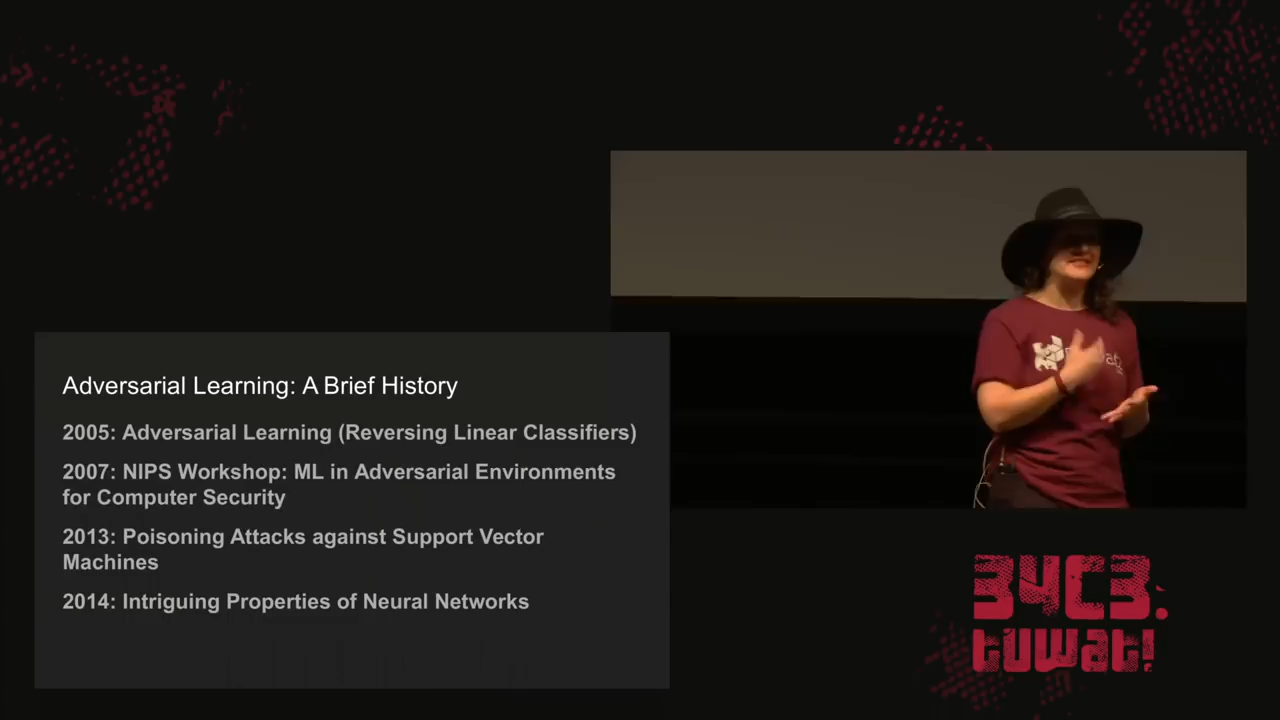 Adversarial Learning: A Brief History
2005: Adversarial Learning (Reversing Linear Classifiers)
2007: NIPS Workshop: ML in Adversarial Environments
for Computer Security
2013: Poisoning Attacks against Support Vector
Machines
2014: Intriguing Properties of Neural Networks
34C3.
tuwat!